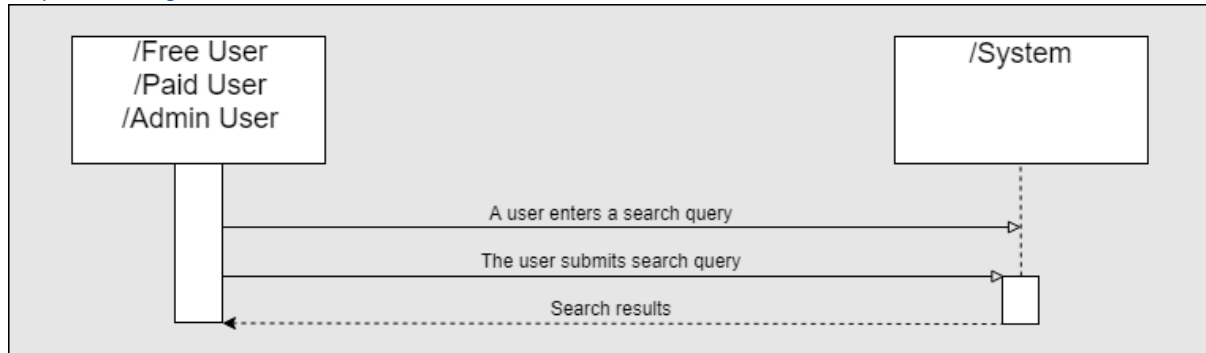 /Free User
/Paid User
/Admin User
/System
A user enters a search query
The user submits search query
Search results